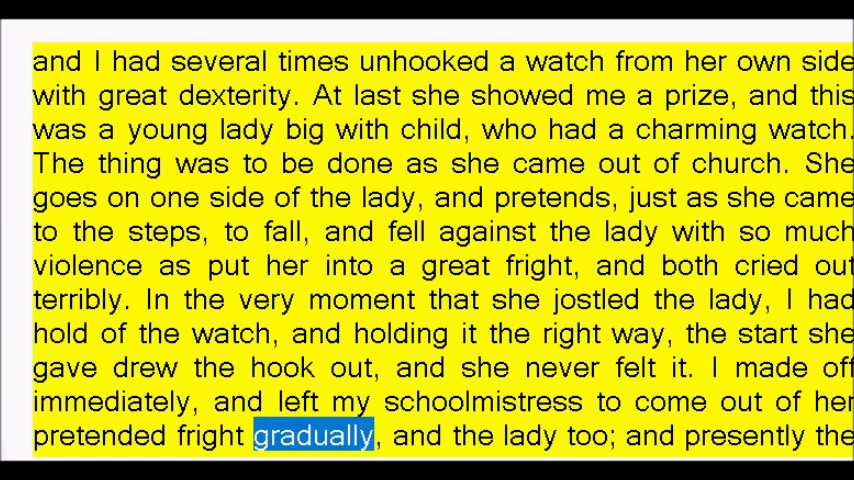 and I had several times unhooked a watch from her own side
with great dexterity. At last she showed me a prize, and this
was a young lady big with child, who had a charming watch.
The thing was to be done as she came out of church. She
goes on one side of the lady, and pretends, just as she came
to the steps, to fall, and fell against the lady with so much
violence as put her into a great fright, and both cried out
terribly. In the very moment that she jostled the lady, I had
hold of the watch, and holding it the right way, the start she
gave drew the hook out, and she never felt it. I made off
immediately, and left my schoolmistress to come out of her
pretended fright gradually, and the lady too; and presently the